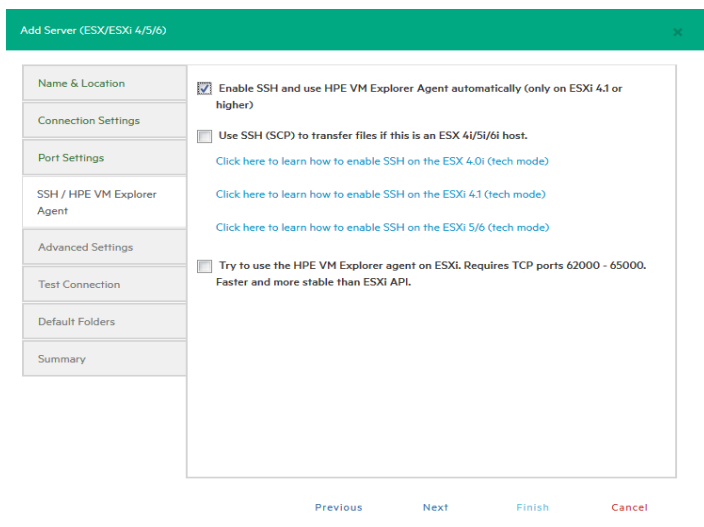 Add Server (ESX/ESXi 4/5/6)
Name & Location
Connection Settings
Port Settings
SSH / HPE VM Explorer
Agent
Advanced Settings
Test Connection
Default Folders
Summary
Enable SSH and use HPE VM Explorer Agent automatically (only on ESXi 4.1 or
higher)
Use SSH (SCP) to transfer files if this is an ESX 4i/5i/6i host.
Click here to learn how to enable SSH on the ESX 4.0i (tech mode)
Click here to learn how to enable SSH on the ESXi 4.1 (tech mode)
Click here to learn how to enable SSH on the ESXi 5/6 (tech mode)
Try to use the HPE VM Explorer agent on ESXi. Requires TCP ports 62000 - 65000.
Faster and more stable than ESXi API.
Previous Next Finish Cancel